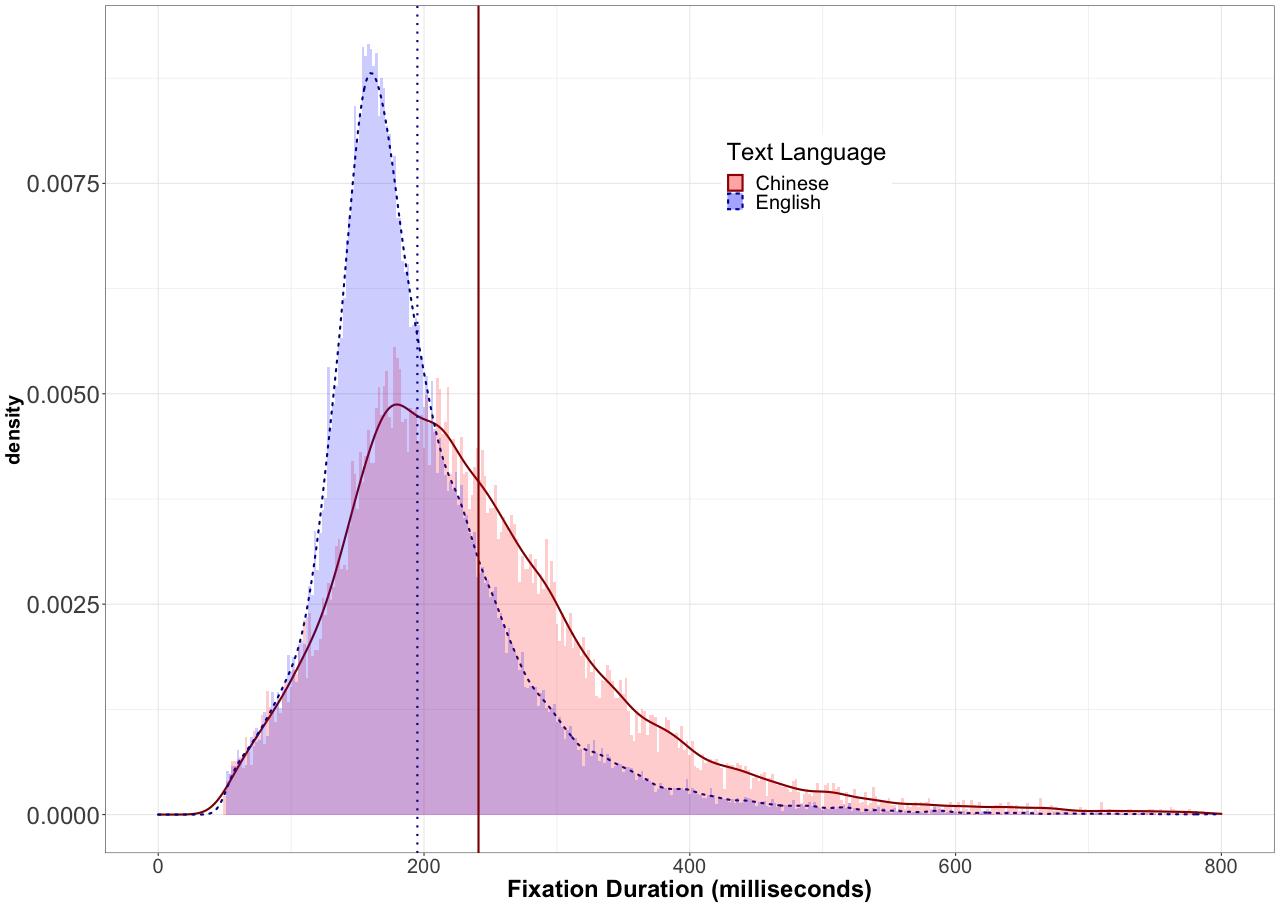 Text Language
Chinese
English
density
0.0075
0.0050
0.0025
0.0000
0
200
400
600
800
Fixation Duration (milliseconds)